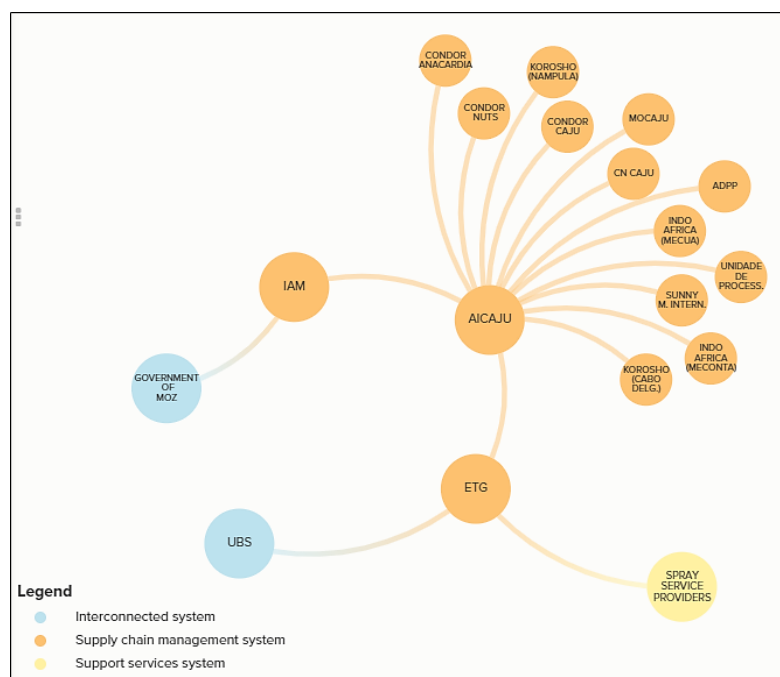 CONDOR
ANACARDIA
KOROSHO
(NAMPULA)
CONDOR
NUTS
CONDOR
CAJU
MOCAJU
CN CAJU
ADPP
INDO
AFRICA
(MECUA)
UNIDADE
DE
PROCESS.
SUNNY
M. INTERN.
INDO
AFRICA
(MECONTA)
KOROSHO
(CABO
DELG.)
IAM
AICAJU
GOVERNMENT
OF
MOZ
ETG
UBS
SPRAY
SERVICE
PROVIDERS
Legend
Interconnected system
Supply chain management system
Support services system